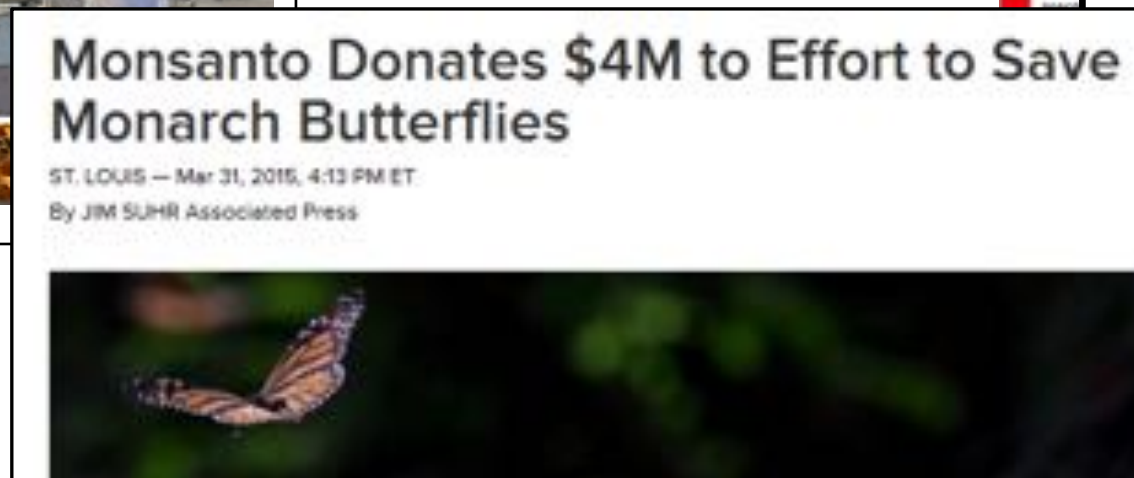 Monsanto Donates $4M to Effort to Save
Monarch Butterflies
ST. LOUIS — Mar 31, 2015, 4:13 PM ET
By JIM SUHR Associated Press